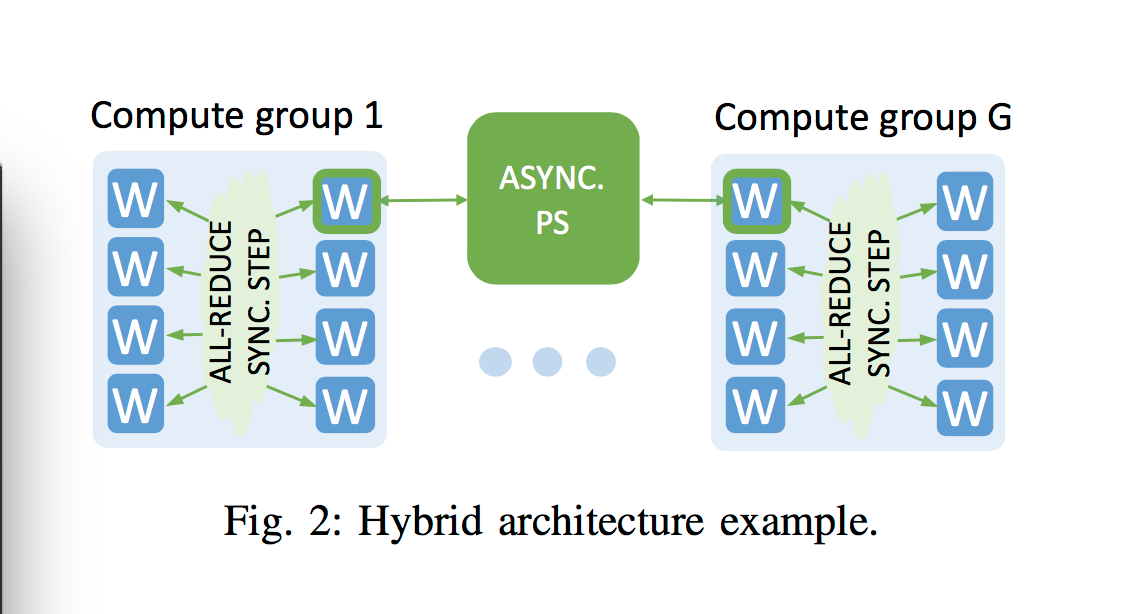 Compute group 1
Compute group G
ASYNC.
PS
W
W
W
W
ALL-REDUCE
SYNC. STEP
W
W
W
W
W
W
W
W
ALL-REDUCE
SYNC. STEP
W
W
W
W
Fig. 2: Hybrid architecture example.